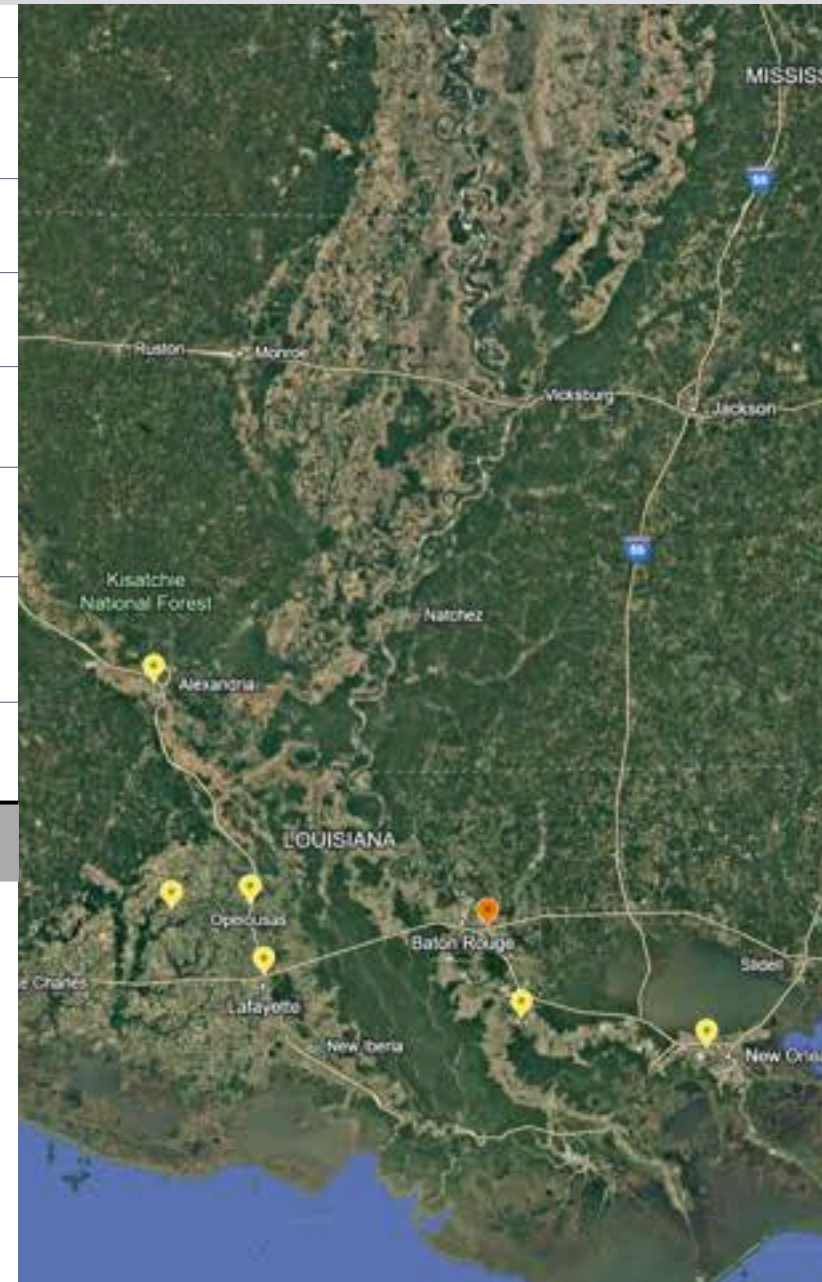 MISSISS
55
Ruston
Monroe
Vicksburg
Jackson
55
Kisatchie
National Forest
Natchez
Alexandria
LOUISIANA
Opelousas
Baton Rouge
Slidell
e Charles
Lafayette
New Iberia
New Orlea